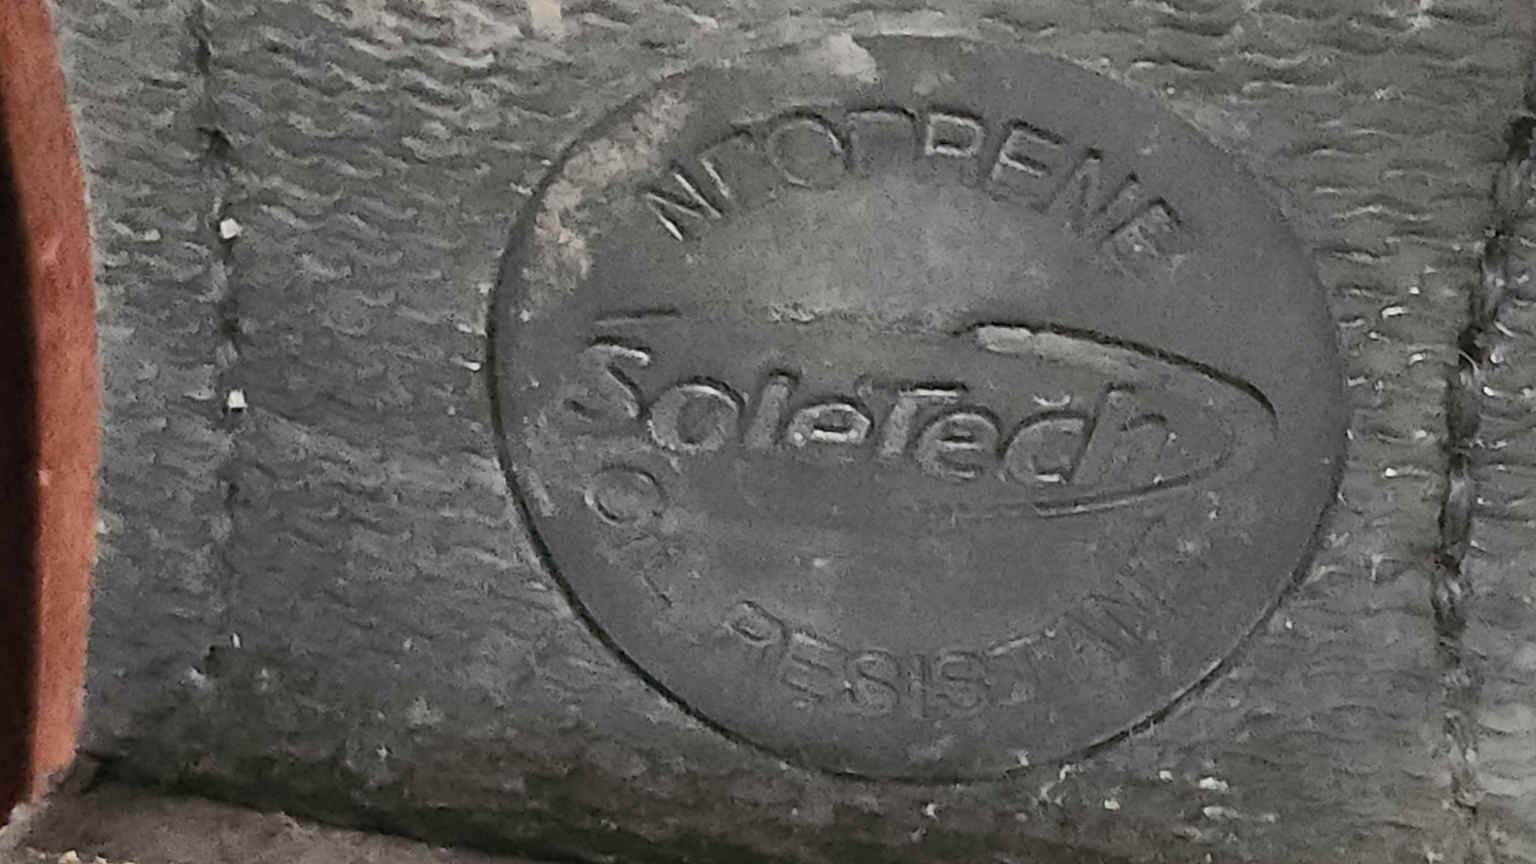 NEOPRENE
SoleTech
OIL RESISTANT